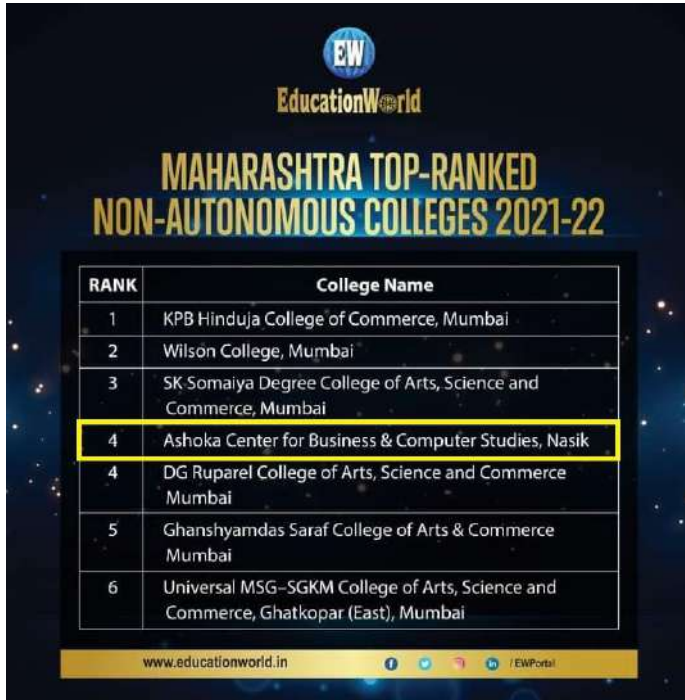 EW
EducationWorld
MAHARASHTRA TOP-RANKED
NON-AUTONOMOUS COLLEGES 2021-22
RANK College Name
1 KPB Hinduja College of Commerce, Mumbai
2 Wilson College, Mumbai
3 SK Somaiya Degree College of Arts, Science and
Commerce, Mumbai
4 Ashoka Center for Business & Computer Studies, Nasik
4 DG Ruparel College of Arts, Science and Commerce
Mumbai
5 Ghanshyamdas Saraf College of Arts & Commerce
Mumbai
6 Universal MSG–SGKM College of Arts, Science and
Commerce, Ghatkopar (East), Mumbai
www.educationworld.in / EWPortal